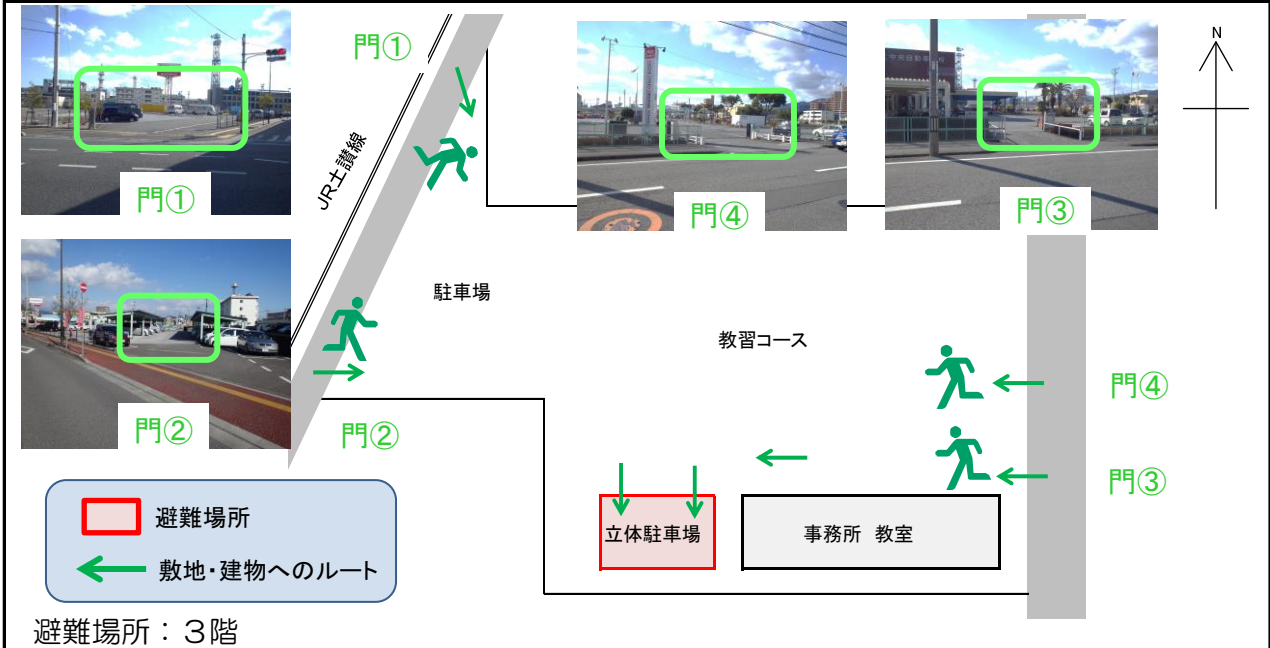 門①
門①
JR土讃線
門④
門③
N
門②
駐車場
教習コース
門④
門②
門③
立体駐車場
事務所 教室
避難場所
敷地・建物へのルート
避難場所：３階